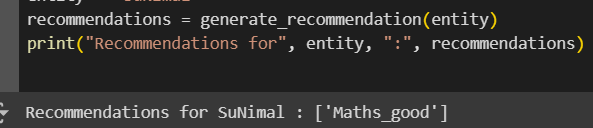 recommendations = generate_recommendation(entity)
print("Recommendations for", entity, ":", recommendations)
Recommendations for SuNimal : ['Maths_good']